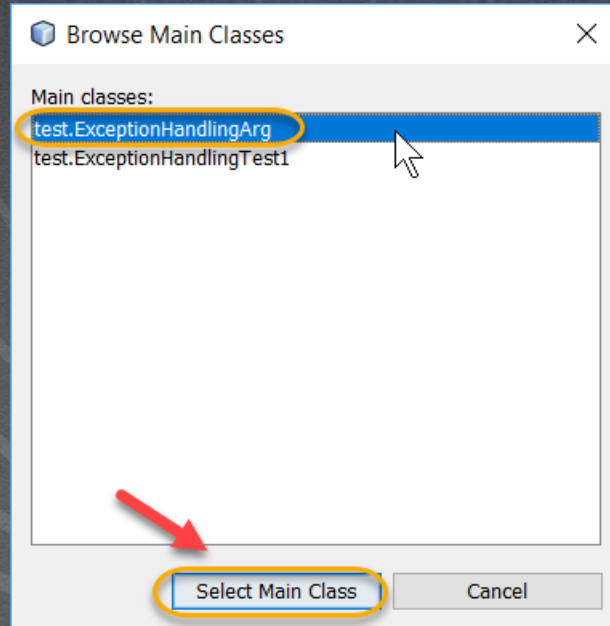 Browse Main Classes
Main classes:
test.ExceptionHandlingArg
test.ExceptionHandlingTest1
Select Main Class
Cancel